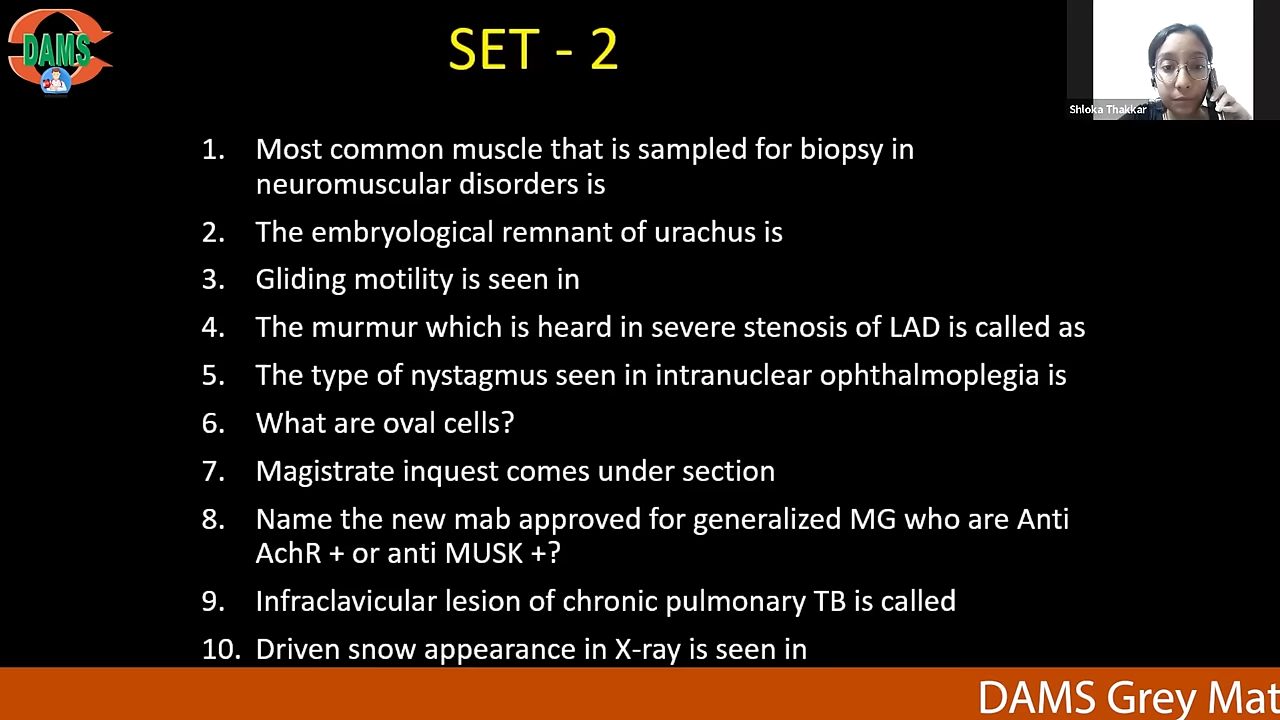 DAMS
SET - 2
Shloka Thakkar
1. Most common muscle that is sampled for biopsy in
neuromuscular disorders is
2. The embryological remnant of urachus is
3. Gliding motility is seen in
4. The murmur which is heard in severe stenosis of LAD is called as
5. The type of nystagmus seen in intranuclear ophthalmoplegia is
6. What are oval cells?
7. Magistrate inquest comes under section
8. Name the new mab approved for generalized MG who are Anti
AchR + or anti MUSK +?
9. Infraclavicular lesion of chronic pulmonary TB is called
10. Driven snow appearance in X-ray is seen in
DAMS Grey Mat